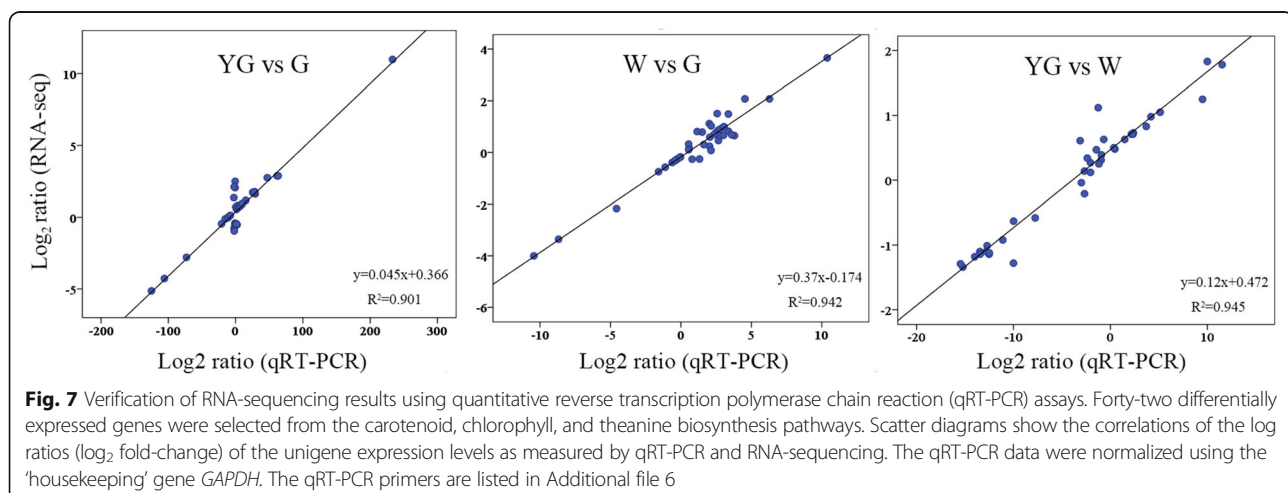 YG vs G
W vs G
YG vs W
Log₂ ratio (RNA-seq)
10
5
0
-5
-200 -100 0 100 200 300
y=0.045x+0.366
R²=0.901
Log2 ratio (qRT-PCR)
4
2
0
-2
-4
-6
-10 -5 0 5 10
y=0.37x-0.174
R²=0.942
Log2 ratio (qRT-PCR)
2
1
0
-1
-2
-20 -10 0 10
y=0.12x+0.472
R²=0.945
Log2 ratio (qRT-PCR)
Fig. 7 Verification of RNA-sequencing results using quantitative reverse transcription polymerase chain reaction (qRT-PCR) assays. Forty-two differentially
expressed genes were selected from the carotenoid, chlorophyll, and theanine biosynthesis pathways. Scatter diagrams show the correlations of the log
ratios (log₂ fold-change) of the unigene expression levels as measured by qRT-PCR and RNA-sequencing. The qRT-PCR data were normalized using the
‘housekeeping’ gene GAPDH. The qRT-PCR primers are listed in Additional file 6